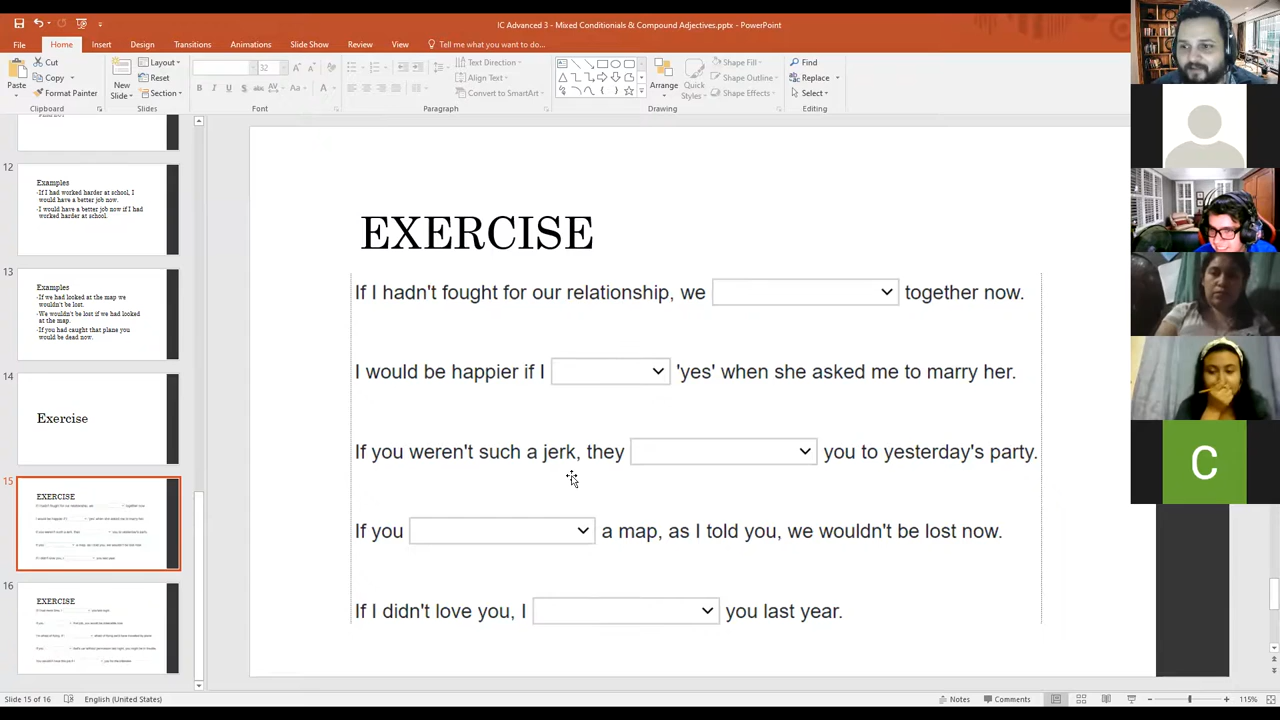 IC Advanced 3 - Mixed Conditionials & Compound Adjectives.pptx - PowerPoint
File Home Insert Design Transitions Animations Slide Show Review View Tell me what you want to do...
Cut
Copy
Format Painter
Paste
Clipboard
New Slide
Layout
Reset
Section
Slides
32
B I U S abc AV Aa A
Font
Text Direction
Align Text
Convert to SmartArt
Paragraph
Arrange
Quick Styles
Shape Fill
Shape Outline
Shape Effects
Drawing
Find
Replace
Select
Editing
12
Examples
-If I had worked harder at school, I
would have a better job now.
-I would have a better job now if I had
worked harder at school.
13
Examples
-If we had looked at the map we
wouldn't be lost.
-We wouldn't be lost if we had looked
at the map.
-If you had caught that plane you
would be dead now.
14
Exercise
15
EXERCISE
16
EXERCISE
EXERCISE
If I hadn't fought for our relationship, we together now.
I would be happier if I 'yes' when she asked me to marry her.
If you weren't such a jerk, they you to yesterday's party.
If you a map, as I told you, we wouldn't be lost now.
If I didn't love you, I you last year.
C
Slide 15 of 16 English (United States) Notes Comments 115%